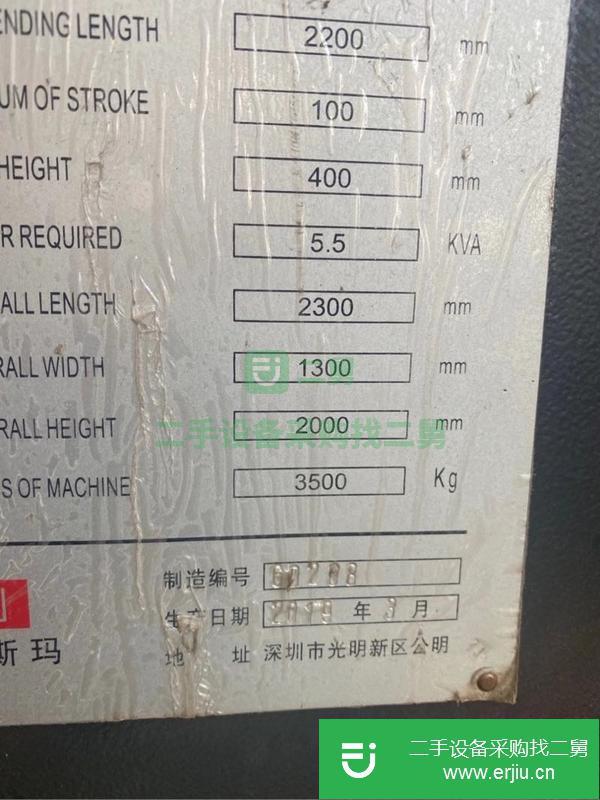 ENDING LENGTH 2200 mm
UM OF STROKE 100 mm
HEIGHT 400 mm
R REQUIRED 5.5 KVA
ALL LENGTH 2300 mm
RALL WIDTH 1300 mm
二舅
RALL HEIGHT 2000 mm
二手设备采购找二舅
S OF MACHINE 3500 Kg
制造编号
生产日期 2019 年 3 月
斯玛
地 址 深圳市光明新区公明
二手设备采购找二舅
www.erjiu.cn